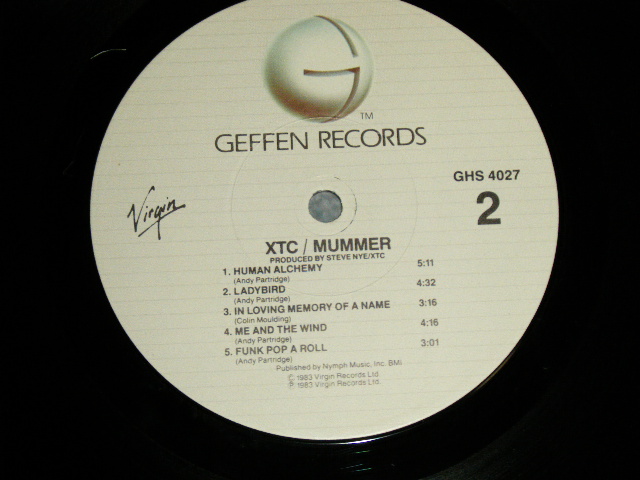 TM
GEFFEN RECORDS
GHS 4027
2
Virgin
XTC / MUMMER
PRODUCED BY STEVE NYE/XTC
1. HUMAN ALCHEMY 5:11
(Andy Partridge)
2. LADYBIRD 4:32
(Andy Partridge)
3. IN LOVING MEMORY OF A NAME 3:16
(Colin Moulding)
4. ME AND THE WIND 4:16
(Andy Partridge)
5. FUNK POP A ROLL 3:01
(Andy Partridge)
Published by Nymph Music, Inc. BMI.
© 1983 Virgin Records Ltd.
℗ 1983 Virgin Records Ltd.